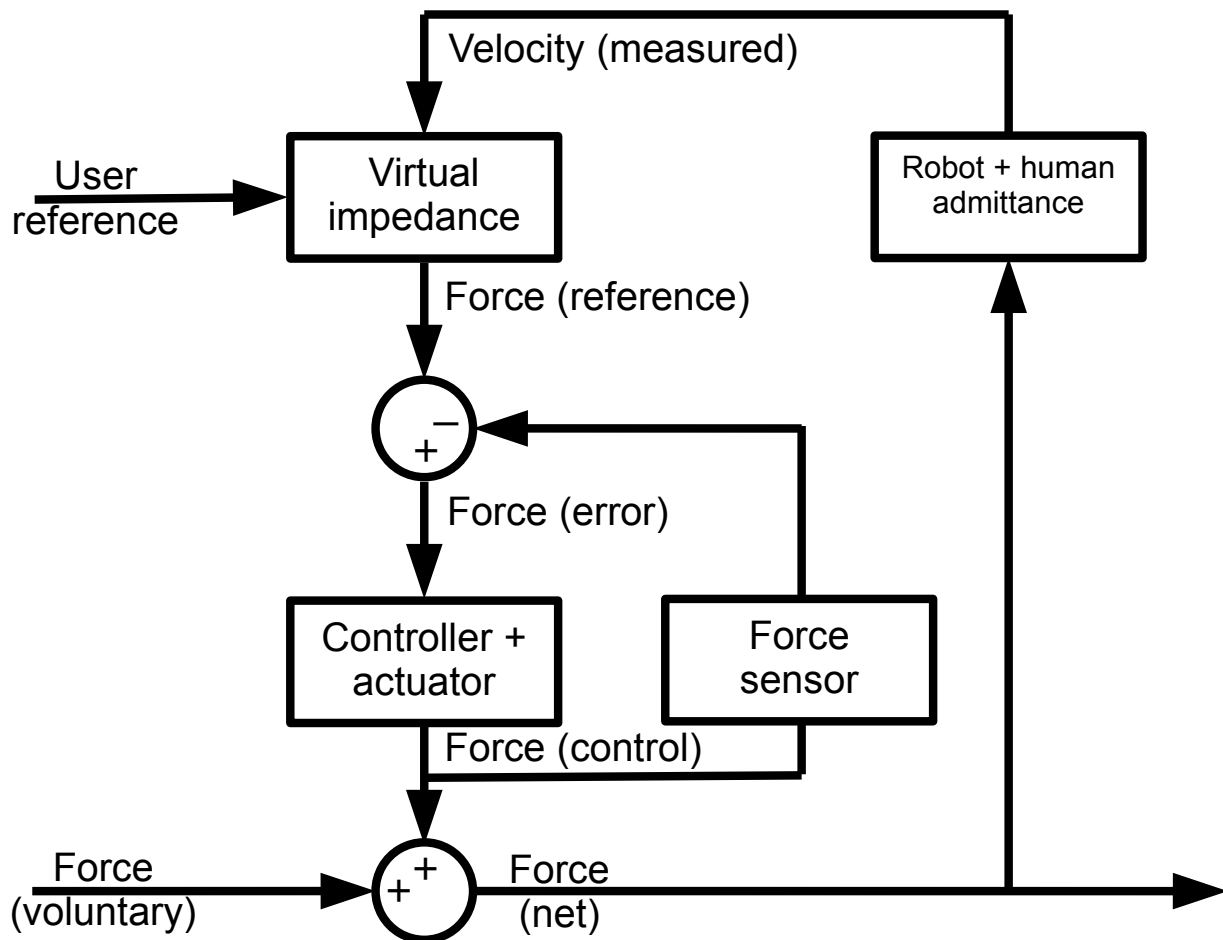 Velocity (measured)
User
reference
Virtual
impedance
Robot + human
admittance
Force (reference)
−
+
Force (error)
Controller +
actuator
Force
sensor
Force (control)
Force
(voluntary)
+
+
Force
(net)